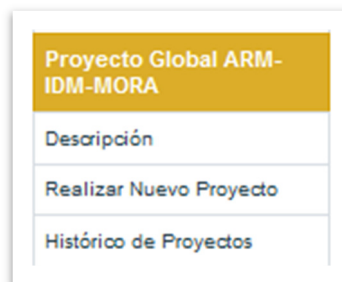 Proyecto Global ARM-
IDM-MORA
Descripción
Realizar Nuevo Proyecto
Histórico de Proyectos